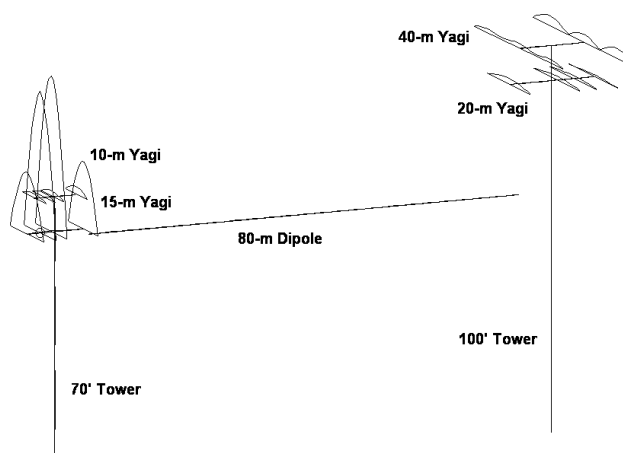 40-m Yagi
20-m Yagi
10-m Yagi
15-m Yagi
80-m Dipole
100' Tower
70' Tower